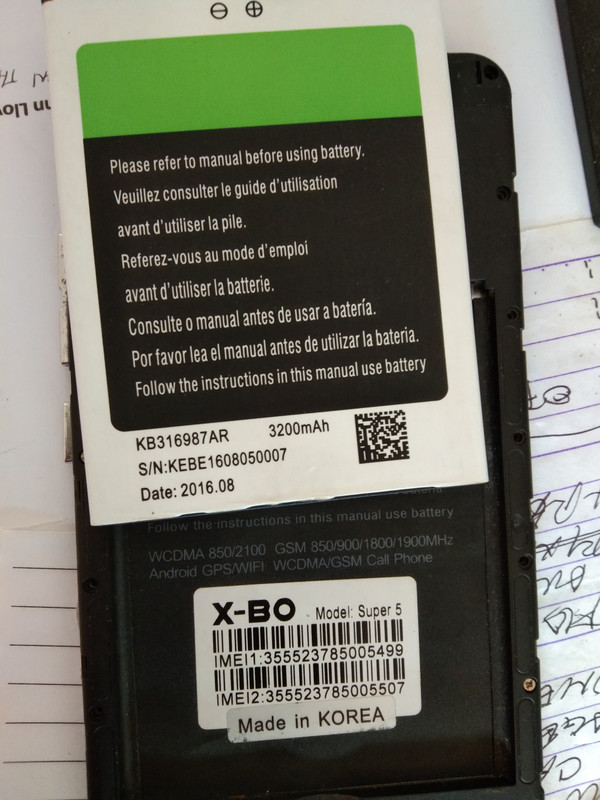 Please refer to manual before using battery.
Veuillez consulter le guide d'utilisation
avant d'utiliser la pile.
Referez-vous au mode d'emploi
avant d'utiliser la batterie.
Consulte o manual antes de usar a batería.
Por favor lea el manual antes de utilizar la bateria.
Follow the instructions in this manual use battery
KB316987AR 3200mAh
S/N:KEBE1608050007
Date: 2016.08
Follow the instructions in this manual use battery
WCDMA 850/2100 GSM 850/900/1800/1900MHz
Android GPS/WIFI WCDMA/GSM Call Phone
X-BO Model: Super 5
IMEI1:355523785005499
IMEI2:355523785005507
Made in KOREA